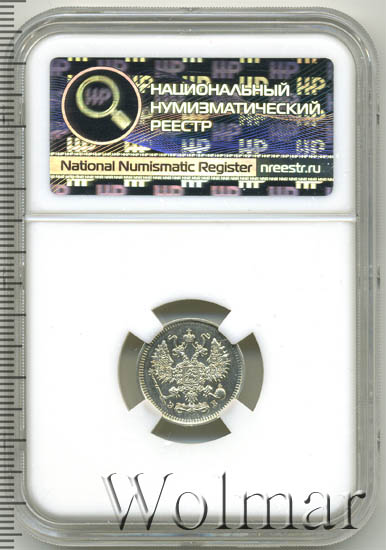 НАЦИОНАЛЬНЫЙ
НУМИЗМАТИЧЕСКИЙ
РЕЕСТР
National Numismatic Register nreestr.ru
Wolmar